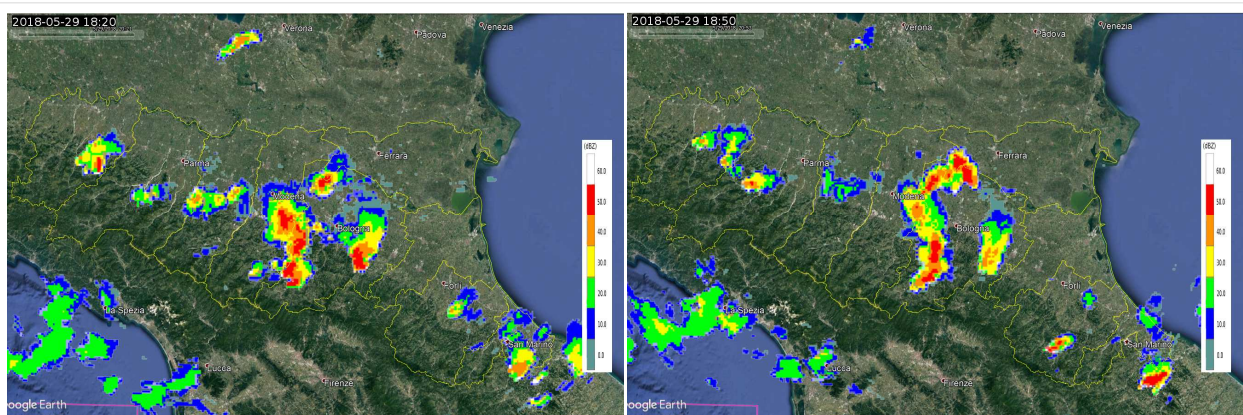 2018-05-29 18:20
Verona
Padova
Venezia
Parma
Ferrara
Modena
Bologna
Forlì
La Spezia
San Marino
Lucca
Firenze
oogle Earth
(dBZ)
60.0
50.0
40.0
30.0
20.0
10.0
0.0
2018-05-29 18:50
Verona
Padova
Venezia
Parma
Ferrara
Modena
Bologna
Forlì
La Spezia
San Marino
Lucca
Firenze
oogle Earth
(dBZ)
60.0
50.0
40.0
30.0
20.0
10.0
0.0